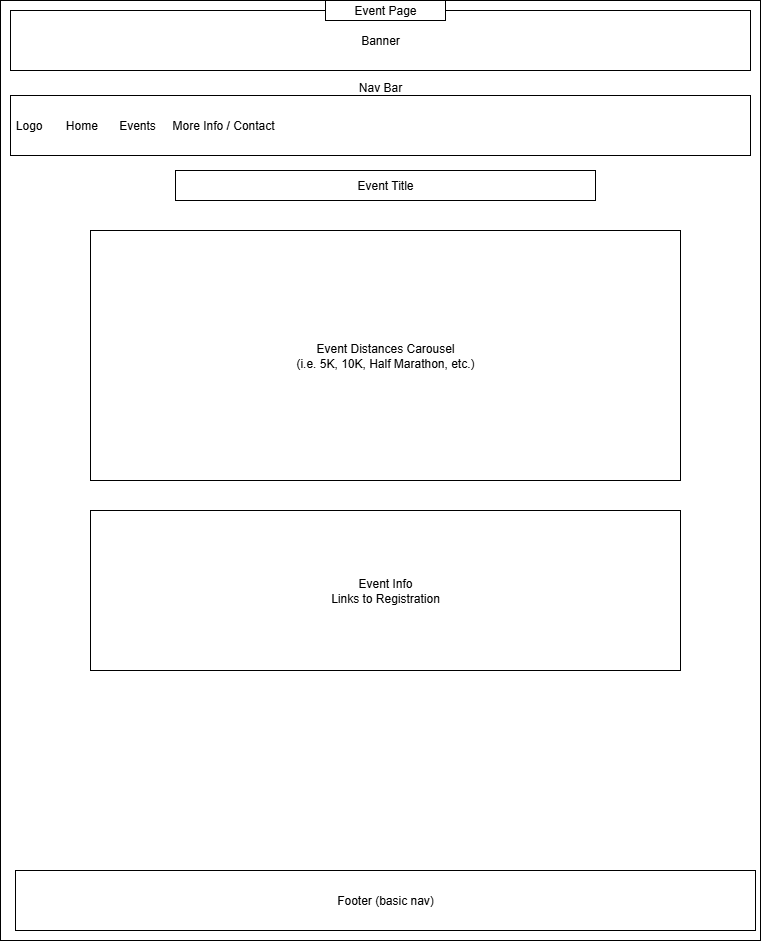 Event Page
Banner
Nav Bar
Logo Home Events More Info / Contact
Event Title
Event Distances Carousel
(i.e. 5K, 10K, Half Marathon, etc.)
Event Info
Links to Registration
Footer (basic nav)